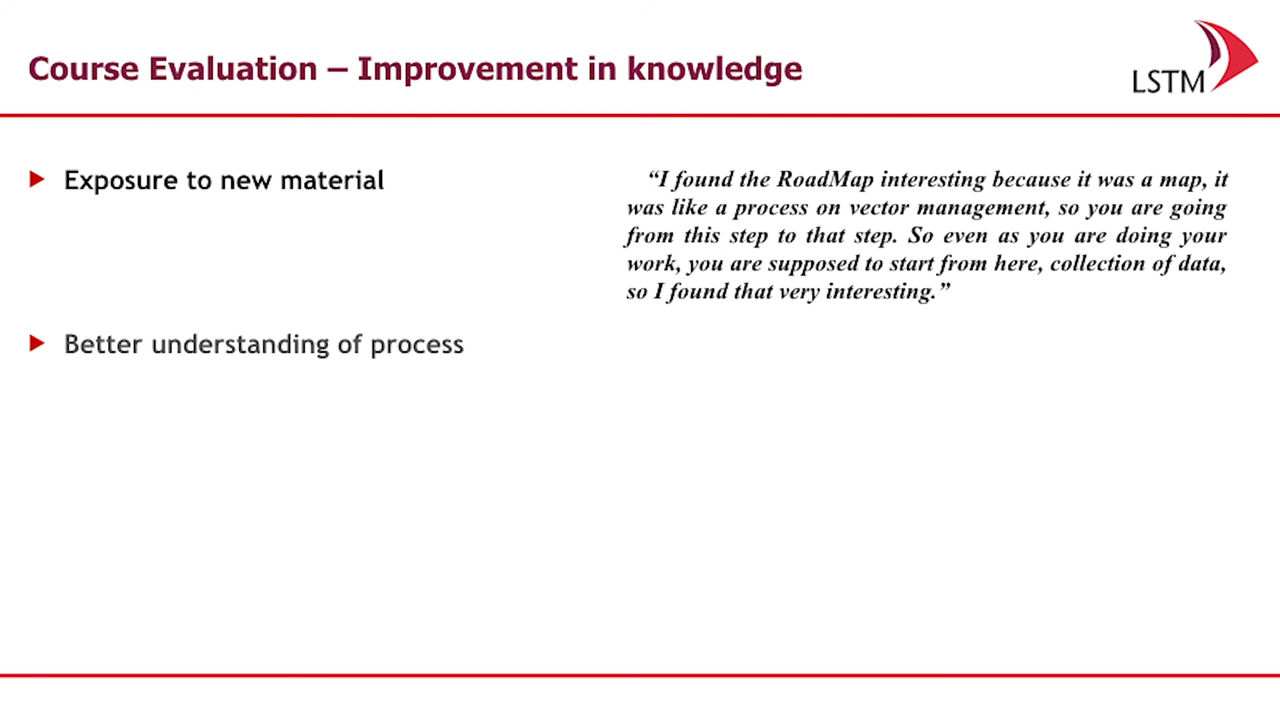 Course Evaluation – Improvement in knowledge
LSTM
Exposure to new material
“I found the RoadMap interesting because it was a map, it
was like a process on vector management, so you are going
from this step to that step. So even as you are doing your
work, you are supposed to start from here, collection of data,
so I found that very interesting.”
Better understanding of process